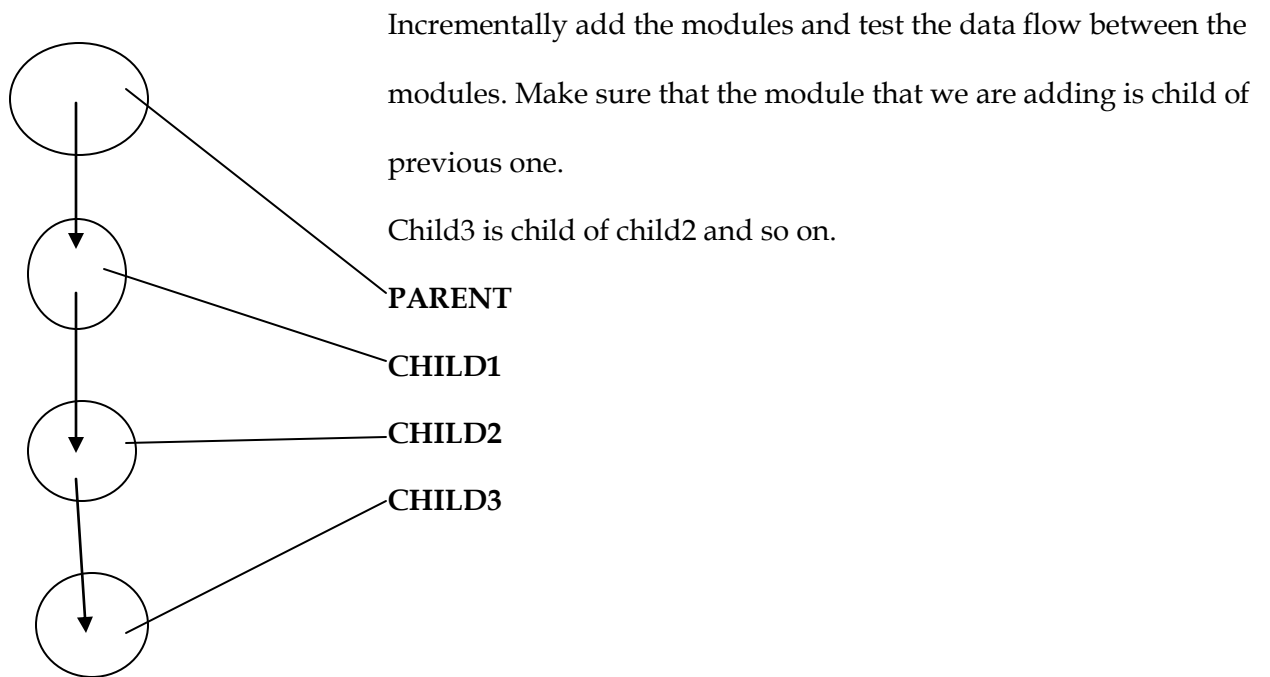 Incrementally add the modules and test the data flow between the
modules. Make sure that the module that we are adding is child of
previous one.
Child3 is child of child2 and so on.
PARENT
CHILD1
CHILD2
CHILD3